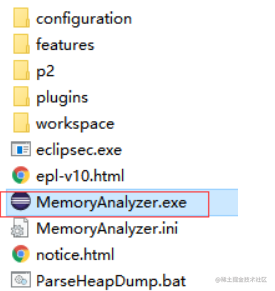 configuration
features
p2
plugins
workspace
eclipsec.exe
epl-v10.html
MemoryAnalyzer.exe
MemoryAnalyzer.ini
notice.html
ParseHeapDump.bat
@稀土掘金技术社区